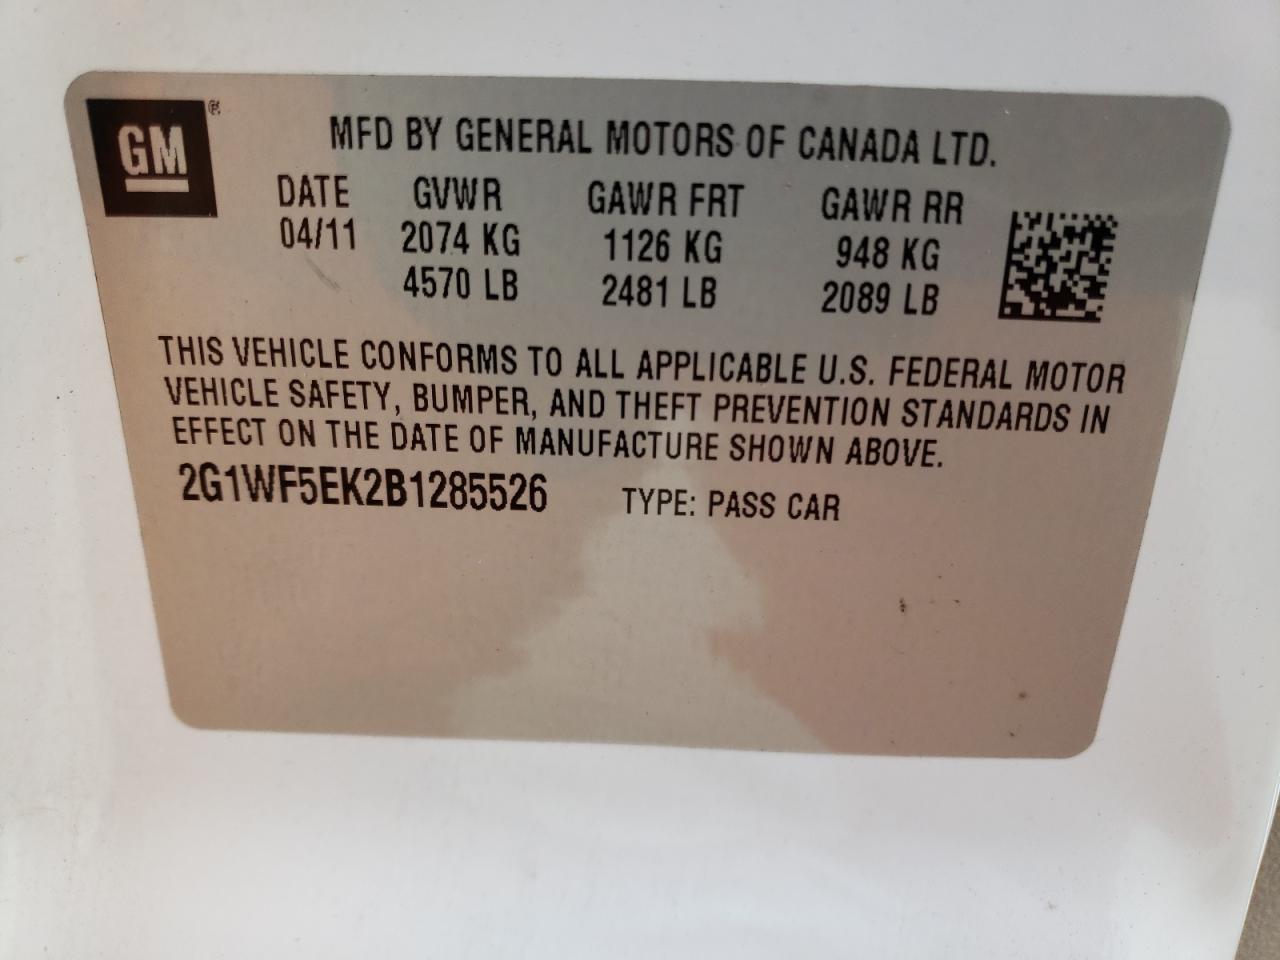 GM ®
MFD BY GENERAL MOTORS OF CANADA LTD.
DATE GVWR GAWR FRT GAWR RR
04/11 2074 KG 1126 KG 948 KG
4570 LB 2481 LB 2089 LB
THIS VEHICLE CONFORMS TO ALL APPLICABLE U.S. FEDERAL MOTOR
VEHICLE SAFETY, BUMPER, AND THEFT PREVENTION STANDARDS IN
EFFECT ON THE DATE OF MANUFACTURE SHOWN ABOVE.
2G1WF5EK2B1285526 TYPE: PASS CAR